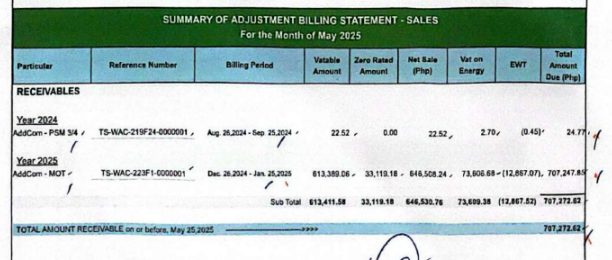 SUMMARY OF ADJUSTMENT BILLING STATEMENT - SALES
For the Month of May 2025
Particular Reference Number Billing Period Vatable Amount Zero Rated Amount Net Sale (Php) Vat on Energy EWT Total Amount Due (Php)
RECEIVABLES
Year 2024
AddCom - PSM 3/4 TS-WAC-219F24-0000001 Aug. 26,2024 - Sep. 25,2024 22.52 0.00 22.52 2.70 (0.45) 24.77
Year 2025
AddCom - MOT TS-WAC-223F1-0000001 Dec. 26,2024 - Jan. 25,2025 613,389.06 33,119.18 646,508.24 73,606.68 (12,867.07) 707,247.85
Sub Total 613,411.58 33,119.18 646,530.76 73,609.38 (12,867.52) 707,272.62
TOTAL AMOUNT RECEIVABLE on or before, May 25,2025 >>>> 707,272.62